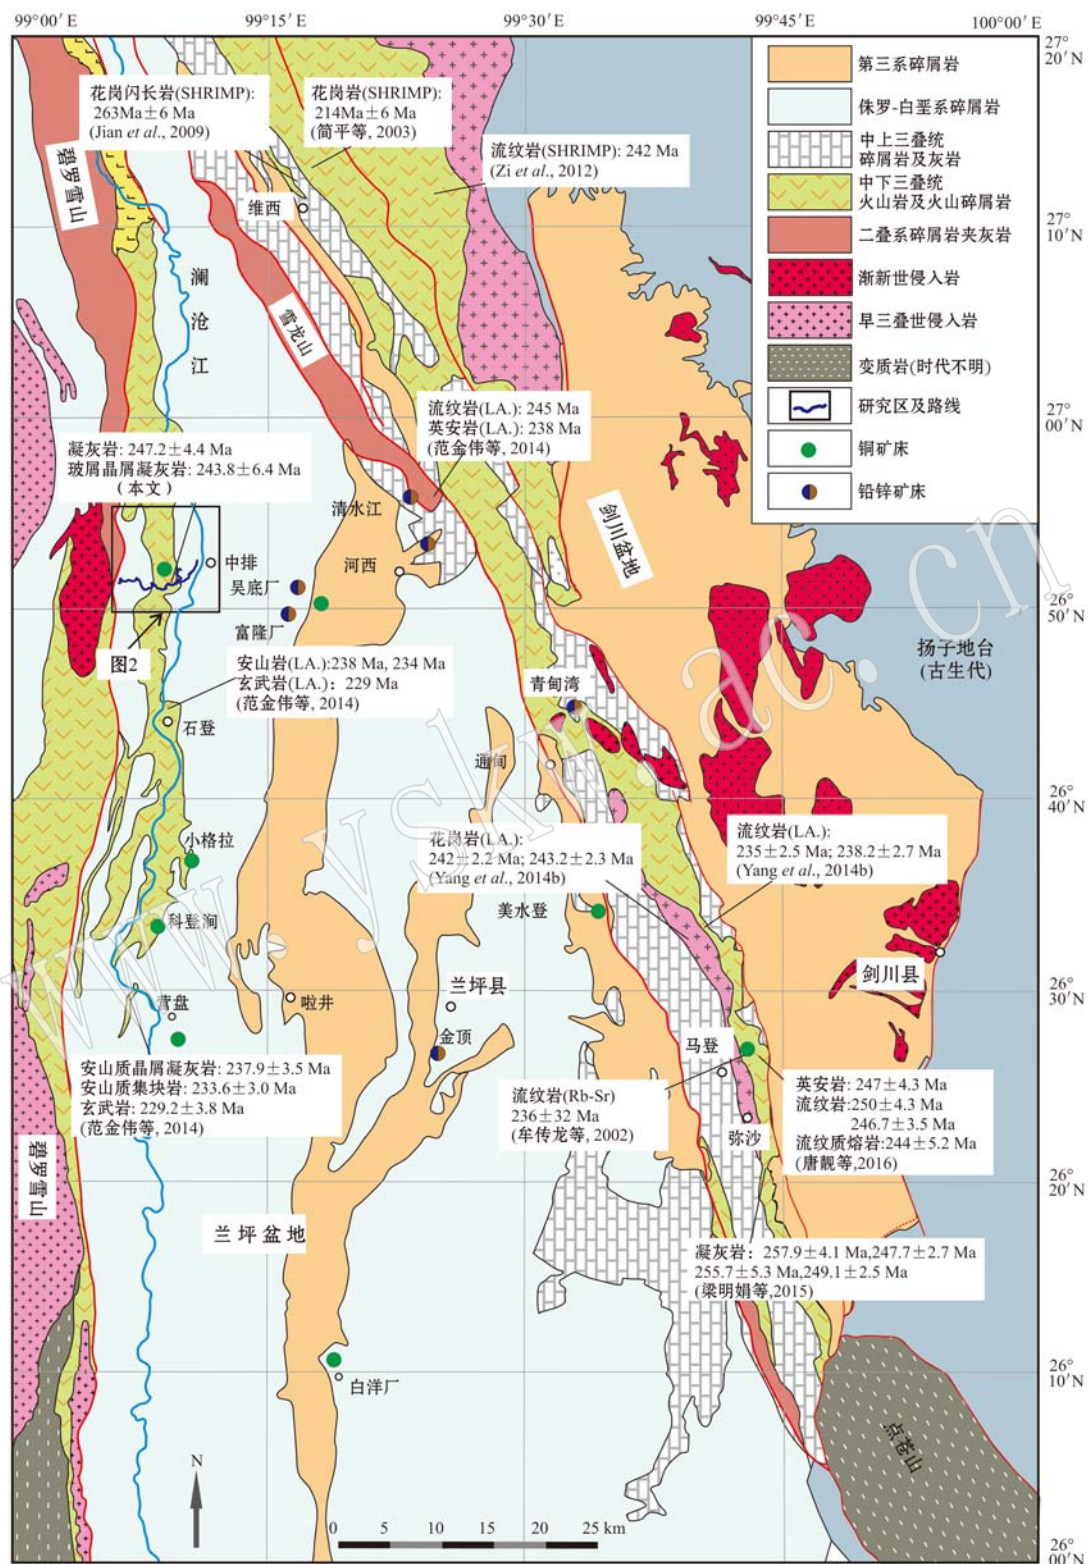 99°00′E
99°15′E
99°30′E
99°45′E
100°00′E
27°
20′N
27°
10′N
27°
00′N
26°
50′N
26°
40′N
26°
30′N
26°
20′N
26°
10′N
26°
00′N
第三系碎屑岩
侏罗-白垩系碎屑岩
中上三叠统
碎屑岩及灰岩
中下三叠统
火山岩及火山碎屑岩
二叠系碎屑岩夹灰岩
渐新世侵入岩
早三叠世侵入岩
变质岩(时代不明)
研究区及路线
铜矿床
铅锌矿床
花岗闪长岩(SHRIMP):
263Ma±6 Ma
(Jian et al., 2009)
花岗岩(SHRIMP):
214Ma±6 Ma
(简平等, 2003)
流纹岩(SHRIMP): 242 Ma
(Zi et al., 2012)
碧罗雪山
维西
澜沧江
雪龙山
流纹岩(LA.): 245 Ma
英安岩(LA.): 238 Ma
(范金伟等, 2014)
凝灰岩: 247.2±4.4 Ma
玻屑晶屑凝灰岩: 243.8±6.4 Ma
(本文)
清水江
剑川盆地
中排
河西
吴底厂
富隆厂
图2
扬子地台
(古生代)
安山岩(LA.):238 Ma, 234 Ma
玄武岩(LA.): 229 Ma
(范金伟等, 2014)
青甸湾
石登
通甸
小格拉
花岗岩(LA.):
242±2.2 Ma; 243.2±2.3 Ma
(Yang et al., 2014b)
流纹岩(LA.):
235±2.5 Ma; 238.2±2.7 Ma
(Yang et al., 2014b)
美水登
科登涧
剑川县
兰坪县
啦井
营盘
金顶
马登
安山质晶屑凝灰岩: 237.9±3.5 Ma
安山质集块岩: 233.6±3.0 Ma
玄武岩: 229.2±3.8 Ma
(范金伟等, 2014)
流纹岩(Rb-Sr)
236±32 Ma
(牟传龙等, 2002)
英安岩: 247±4.3 Ma
流纹岩:250±4.3 Ma
246.7±3.5 Ma
流纹质熔岩:244±5.2 Ma
(唐靓等,2016)
弥沙
碧罗雪山
兰坪盆地
凝灰岩: 257.9±4.1 Ma,247.7±2.7 Ma
255.7±5.3 Ma,249.1±2.5 Ma
(梁明娟等,2015)
白洋厂
点苍山
N
0 5 10 15 20 25 km
www.yskw.ac.cn